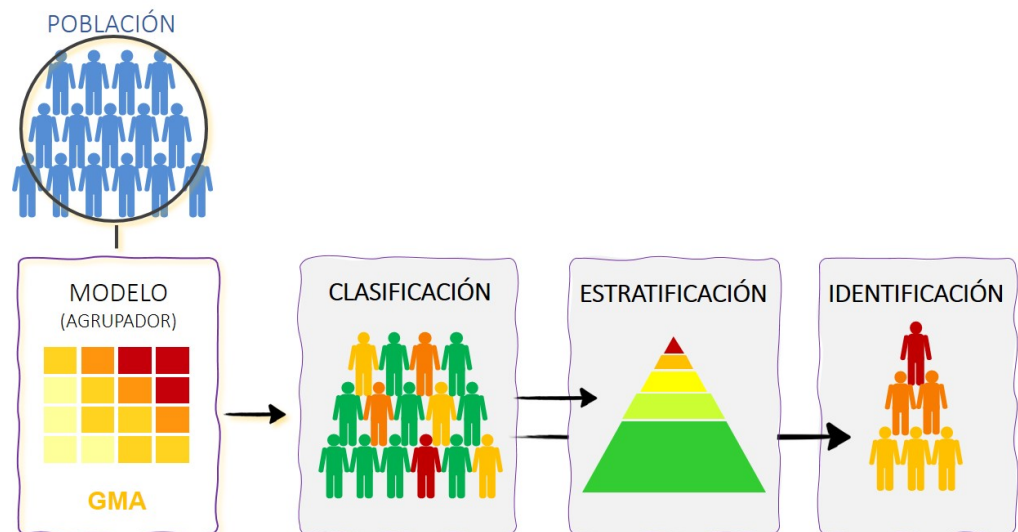 POBLACIÓN
MODELO
(AGRUPADOR)
GMA
CLASIFICACIÓN
ESTRATIFICACIÓN
IDENTIFICACIÓN